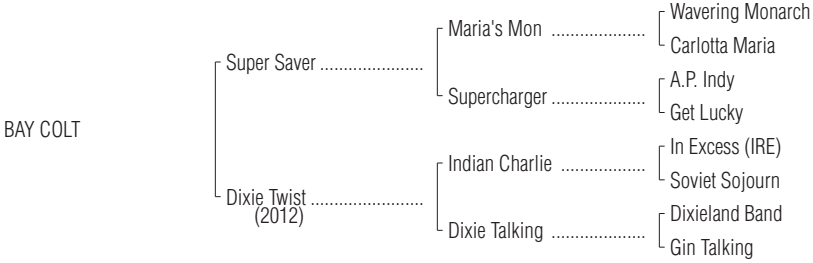 Wavering Monarch
Maria's Mon ....................
Carlotta Maria
Super Saver ......................
A.P. Indy
Supercharger ....................
Get Lucky
BAY COLT
In Excess (IRE)
Indian Charlie ..................
Soviet Sojourn
Dixie Twist ........................
(2012)
Dixieland Band
Dixie Talking ....................
Gin Talking